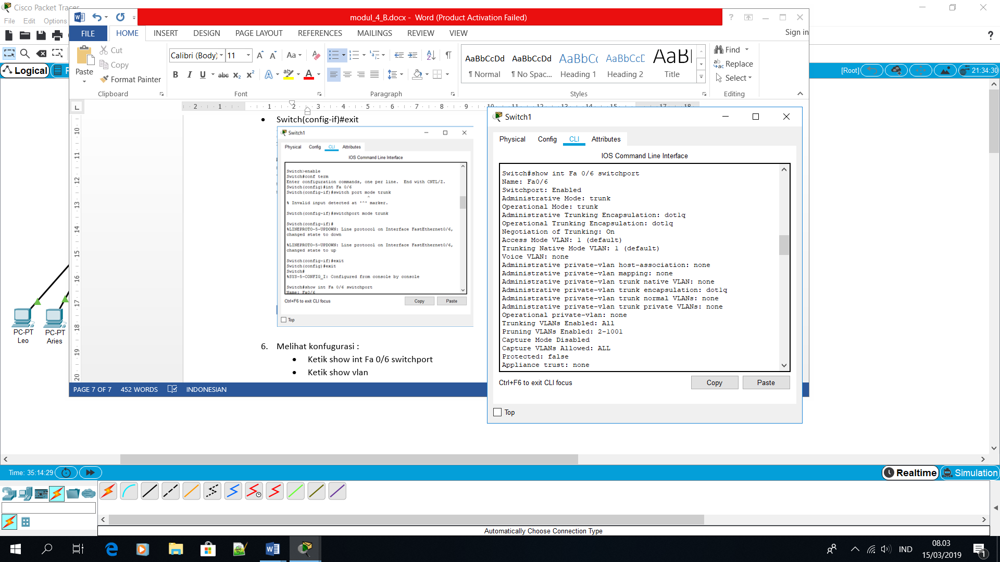 Cisco Packet Tracer
File Edit Options
modul_4_B.docx - Word (Product Activation Failed)
FILE HOME INSERT DESIGN PAGE LAYOUT REFERENCES MAILINGS REVIEW VIEW Sign in
Paste
Cut
Copy
Format Painter
Clipboard
Calibri (Body) 11
Font
Paragraph
AaBbCcDd AaBbCcDd AaBbCc AaBbCcD AaB
¶ Normal ¶ No Spac... Heading 1 Heading 2 Title
Styles
Find
Replace
Select
Editing
Logical
[Root]
21:34:30
Switch(config-if)#exit
Switch1
Physical Config CLI Attributes
IOS Command Line Interface
Switch>enable
Switch#conf term
Enter configuration commands, one per line. End with CNTL/Z.
Switch(config)#int Fa 0/6
Switch(config-if)#switch port mode trunk
^
% Invalid input detected at '^' marker.
Switch(config-if)#switchport mode trunk
Switch(config-if)#
%LINEPROTO-5-UPDOWN: Line protocol on Interface FastEthernet0/6,
changed state to down
%LINEPROTO-5-UPDOWN: Line protocol on Interface FastEthernet0/6,
changed state to up
Switch(config-if)#exit
Switch(config)#exit
Switch#
%SYS-5-CONFIG_I: Configured from console by console
Switch#show int Fa 0/6 switchport
Name: Fa0/6
Ctrl+F6 to exit CLI focus
Copy Paste
Top
6. Melihat konfugurasi :
Ketik show int Fa 0/6 switchport
Ketik show vlan
PAGE 7 OF 7 452 WORDS INDONESIAN
Switch1
Physical Config CLI Attributes
IOS Command Line Interface
Switch#show int Fa 0/6 switchport
Name: Fa0/6
Switchport: Enabled
Administrative Mode: trunk
Operational Mode: trunk
Administrative Trunking Encapsulation: dot1q
Operational Trunking Encapsulation: dot1q
Negotiation of Trunking: On
Access Mode VLAN: 1 (default)
Trunking Native Mode VLAN: 1 (default)
Voice VLAN: none
Administrative private-vlan host-association: none
Administrative private-vlan mapping: none
Administrative private-vlan trunk native VLAN: none
Administrative private-vlan trunk encapsulation: dot1q
Administrative private-vlan trunk normal VLANs: none
Administrative private-vlan trunk private VLANs: none
Operational private-vlan: none
Trunking VLANs Enabled: All
Pruning VLANs Enabled: 2-1001
Capture Mode Disabled
Capture VLANs Allowed: ALL
Protected: false
Appliance trust: none
Ctrl+F6 to exit CLI focus
Copy Paste
Top
PC-PT
Leo
PC-PT
Aries
Time: 35:14:29
Realtime Simulation
Automatically Choose Connection Type
IND
08.03
15/03/2019
1